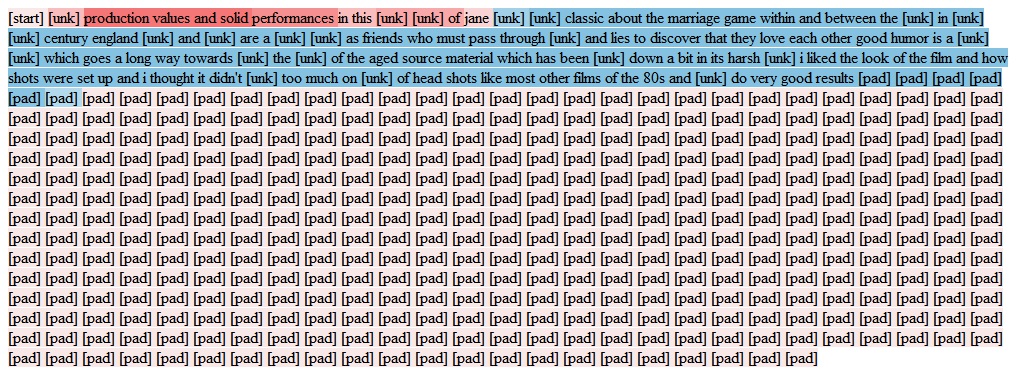 [start] [unk] production values and solid performances in this [unk] [unk] of jane [unk] [unk] classic about the marriage game within and between the [unk] in [unk]
[unk] century england [unk] and [unk] are a [unk] [unk] as friends who must pass through [unk] and lies to discover that they love each other good humor is a [unk]
[unk] which goes a long way towards [unk] the [unk] of the aged source material which has been [unk] down a bit in its harsh [unk] i liked the look of the film and how
shots were set up and i thought it didn't [unk] too much on [unk] of head shots like most other films of the 80s and [unk] do very good results [pad] [pad] [pad] [pad]
[pad] [pad] [pad] [pad] [pad] [pad] [pad] [pad] [pad] [pad] [pad] [pad] [pad] [pad] [pad] [pad] [pad] [pad] [pad] [pad] [pad] [pad] [pad] [pad] [pad] [pad] [pad]
[pad] [pad] [pad] [pad] [pad] [pad] [pad] [pad] [pad] [pad] [pad] [pad] [pad] [pad] [pad] [pad] [pad] [pad] [pad] [pad] [pad] [pad] [pad] [pad] [pad] [pad] [pad]
[pad] [pad] [pad] [pad] [pad] [pad] [pad] [pad] [pad] [pad] [pad] [pad] [pad] [pad] [pad] [pad] [pad] [pad] [pad] [pad] [pad] [pad] [pad] [pad] [pad] [pad] [pad]
[pad] [pad] [pad] [pad] [pad] [pad] [pad] [pad] [pad] [pad] [pad] [pad] [pad] [pad] [pad] [pad] [pad] [pad] [pad] [pad] [pad] [pad] [pad] [pad] [pad] [pad] [pad]
[pad] [pad] [pad] [pad] [pad] [pad] [pad] [pad] [pad] [pad] [pad] [pad] [pad] [pad] [pad] [pad] [pad] [pad] [pad] [pad] [pad] [pad] [pad] [pad] [pad] [pad] [pad]
[pad] [pad] [pad] [pad] [pad] [pad] [pad] [pad] [pad] [pad] [pad] [pad] [pad] [pad] [pad] [pad] [pad] [pad] [pad] [pad] [pad] [pad] [pad] [pad] [pad] [pad] [pad]
[pad] [pad] [pad] [pad] [pad] [pad] [pad] [pad] [pad] [pad] [pad] [pad] [pad] [pad] [pad] [pad] [pad] [pad] [pad] [pad] [pad] [pad] [pad] [pad] [pad] [pad] [pad]
[pad] [pad] [pad] [pad] [pad] [pad] [pad] [pad] [pad] [pad] [pad] [pad] [pad] [pad] [pad] [pad] [pad] [pad] [pad] [pad] [pad] [pad] [pad] [pad] [pad] [pad] [pad]
[pad] [pad] [pad] [pad] [pad] [pad] [pad] [pad] [pad] [pad] [pad] [pad] [pad] [pad] [pad] [pad] [pad] [pad] [pad] [pad] [pad] [pad] [pad] [pad] [pad] [pad] [pad]
[pad] [pad] [pad] [pad] [pad] [pad] [pad] [pad] [pad] [pad] [pad] [pad] [pad] [pad] [pad] [pad] [pad] [pad] [pad] [pad] [pad] [pad] [pad] [pad] [pad] [pad] [pad]
[pad] [pad] [pad] [pad] [pad] [pad] [pad] [pad] [pad] [pad] [pad] [pad] [pad] [pad] [pad] [pad] [pad] [pad] [pad] [pad] [pad] [pad] [pad] [pad] [pad] [pad] [pad]
[pad] [pad] [pad] [pad] [pad] [pad] [pad] [pad] [pad] [pad] [pad] [pad] [pad] [pad] [pad] [pad] [pad] [pad] [pad] [pad] [pad] [pad] [pad] [pad] [pad] [pad] [pad]
[pad] [pad] [pad] [pad] [pad] [pad] [pad] [pad] [pad] [pad] [pad] [pad] [pad] [pad] [pad] [pad] [pad] [pad] [pad] [pad] [pad] [pad] [pad] [pad] [pad] [pad] [pad]
[pad] [pad] [pad] [pad] [pad] [pad] [pad] [pad] [pad] [pad] [pad] [pad] [pad] [pad] [pad] [pad] [pad] [pad] [pad] [pad] [pad] [pad]